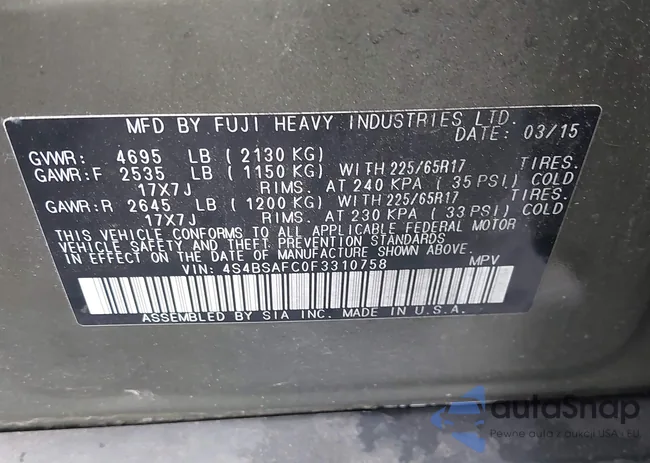 MFD BY FUJI HEAVY INDUSTRIES LTD.
DATE: 03/15
GVWR: 4695 LB (2130 KG)
GAWR:F 2535 LB (1150 KG) WITH 225/65R17 TIRES.
17X7J RIMS. AT 240 KPA (35 PSI) COLD
GAWR:R 2645 LB (1200 KG) WITH 225/65R17 TIRES.
17X7J RIMS. AT 230 KPA (33 PSI) COLD
THIS VEHICLE CONFORMS TO ALL APPLICABLE FEDERAL MOTOR
VEHICLE SAFETY AND THEFT PREVENTION STANDARDS
IN EFFECT ON THE DATE OF MANUFACTURE SHOWN ABOVE.
VIN: 4S4BSAFC0F3310758 MPV
ASSEMBLED BY SIA INC. MADE IN U.S.A.
autaSnap
Pewne auta z aukcji USA - EU